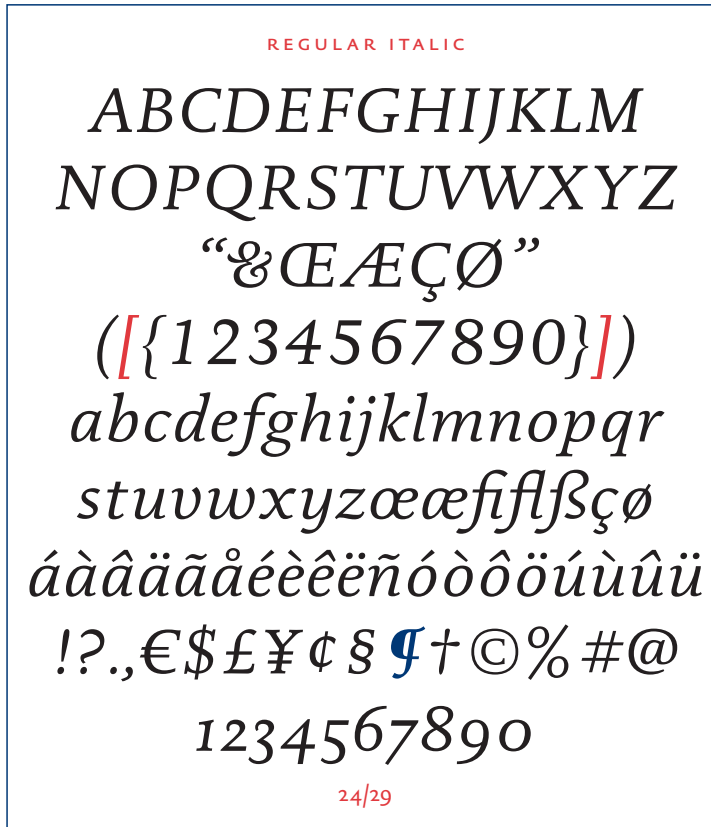 REGULAR ITALIC
ABCDEFGHIJKLM
NOPQRSTUVWXYZ
“&ŒÆÇØ”
([{1234567890}])
abcdefghijklmnopqr
stuvwxyzœæfiflßçø
áàâäãåéèêëñóòôöúùûü
!?.,€$£¥¢§¶†©%#@
1234567890
24/29